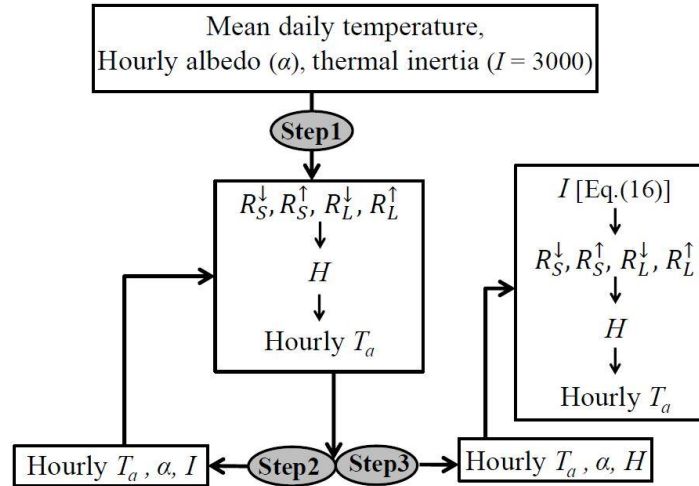 Mean daily temperature,
Hourly albedo (α), thermal inertia (I = 3000)
Step1
R_S^↓, R_S^↑, R_L^↓, R_L^↑
H
Hourly T_a
I [Eq.(16)]
R_S^↓, R_S^↑, R_L^↓, R_L^↑
H
Hourly T_a
Hourly T_a , α, I
Step2
Step3
Hourly T_a , α, H